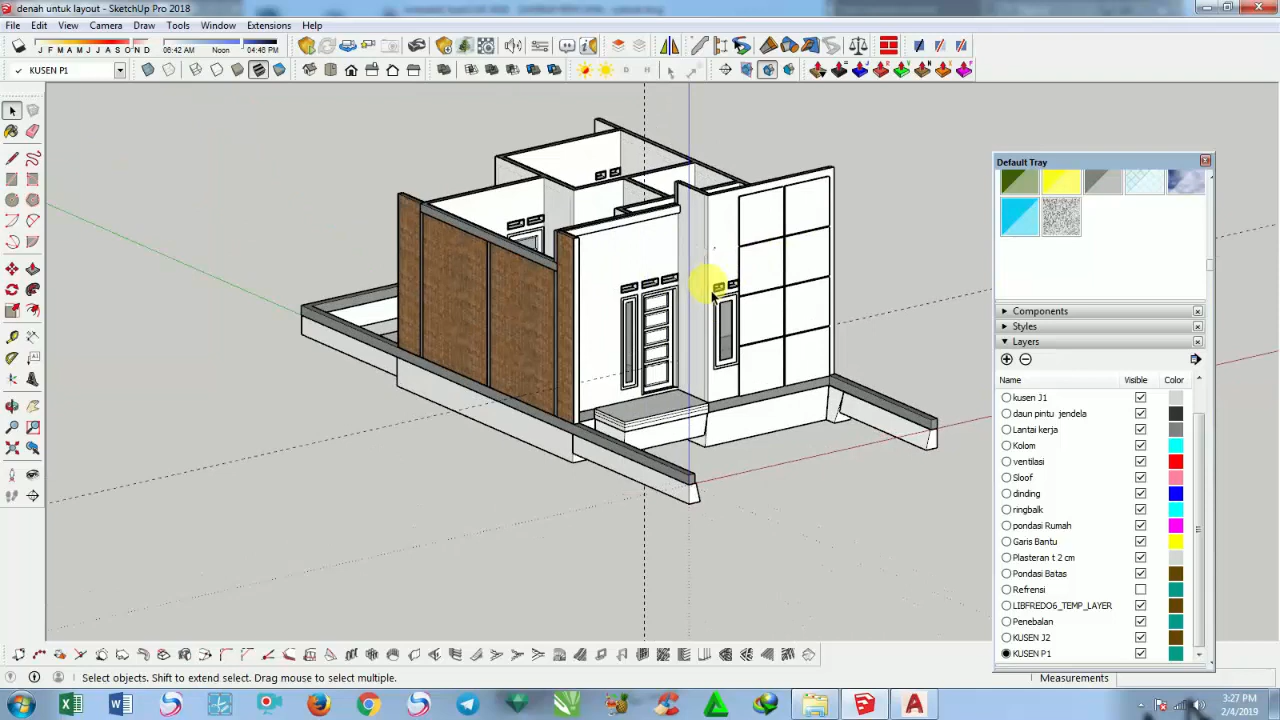 denah untuk layout - SketchUp Pro 2018
File Edit View Camera Draw Tools Window Extensions Help
J F M A M J J A S O N D 08:42 AM Noon 04:48 PM
✓ KUSEN P1
Default Tray
Components
Styles
Layers
Name Visible Color
kusen J1
daun pintu jendela
Lantai kerja
Kolom
ventilasi
Sloof
dinding
ringbalk
pondasi Rumah
Garis Bantu
Plasteran t 2 cm
Pondasi Batas
Refrensi
LIBFREDO6_TEMP_LAYER
Penebalan
KUSEN J2
KUSEN P1
Select objects. Shift to extend select. Drag mouse to select multiple. Measurements
3:27 PM
2/4/2019